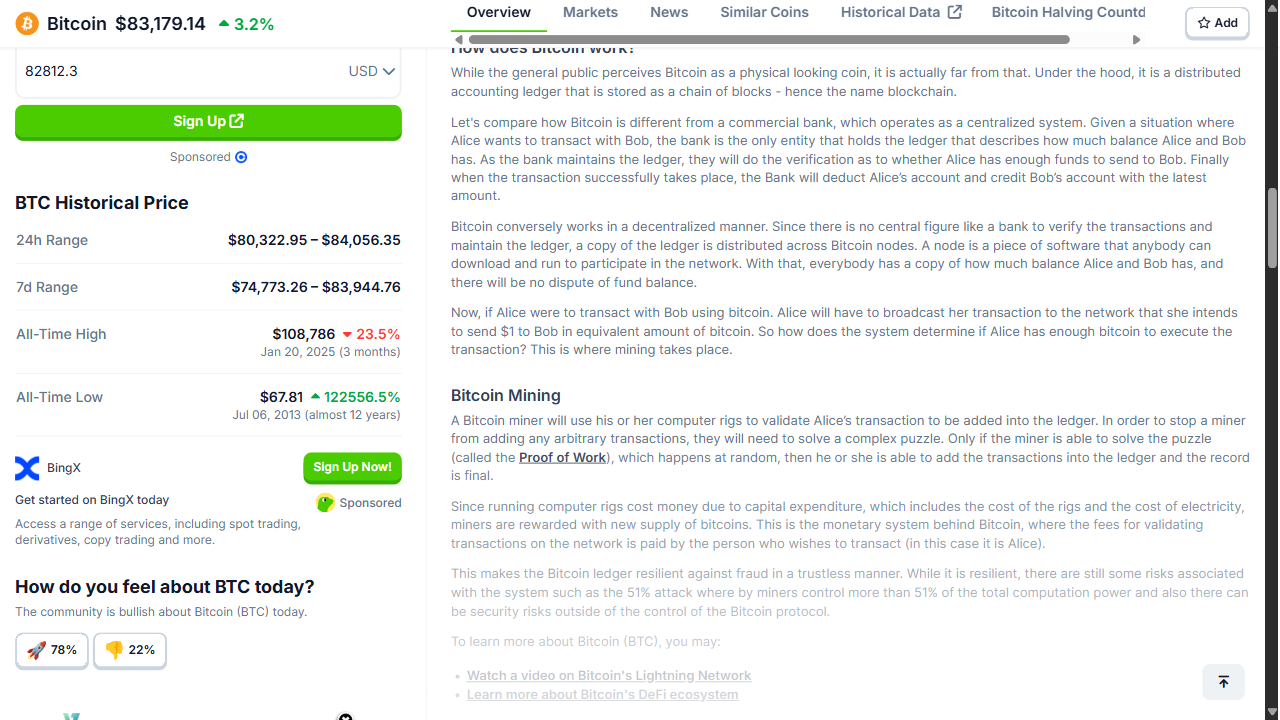 Bitcoin $83,179.14 3.2%
Overview Markets News Similar Coins Historical Data Bitcoin Halving Countd
Add
82812.3 USD
Sign Up
Sponsored
BTC Historical Price
24h Range $80,322.95 – $84,056.35
7d Range $74,773.26 – $83,944.76
All-Time High $108,786 23.5%
Jan 20, 2025 (3 months)
All-Time Low $67.81 122556.5%
Jul 06, 2013 (almost 12 years)
BingX Sign Up Now!
Get started on BingX today
Sponsored
Access a range of services, including spot trading,
derivatives, copy trading and more.
How do you feel about BTC today?
The community is bullish about Bitcoin (BTC) today.
78% 22%
How does Bitcoin work?
While the general public perceives Bitcoin as a physical looking coin, it is actually far from that. Under the hood, it is a distributed
accounting ledger that is stored as a chain of blocks - hence the name blockchain.
Let's compare how Bitcoin is different from a commercial bank, which operates as a centralized system. Given a situation where
Alice wants to transact with Bob, the bank is the only entity that holds the ledger that describes how much balance Alice and Bob
has. As the bank maintains the ledger, they will do the verification as to whether Alice has enough funds to send to Bob. Finally
when the transaction successfully takes place, the Bank will deduct Alice’s account and credit Bob’s account with the latest
amount.
Bitcoin conversely works in a decentralized manner. Since there is no central figure like a bank to verify the transactions and
maintain the ledger, a copy of the ledger is distributed across Bitcoin nodes. A node is a piece of software that anybody can
download and run to participate in the network. With that, everybody has a copy of how much balance Alice and Bob has, and
there will be no dispute of fund balance.
Now, if Alice were to transact with Bob using bitcoin. Alice will have to broadcast her transaction to the network that she intends
to send $1 to Bob in equivalent amount of bitcoin. So how does the system determine if Alice has enough bitcoin to execute the
transaction? This is where mining takes place.
Bitcoin Mining
A Bitcoin miner will use his or her computer rigs to validate Alice’s transaction to be added into the ledger. In order to stop a miner
from adding any arbitrary transactions, they will need to solve a complex puzzle. Only if the miner is able to solve the puzzle
(called the Proof of Work), which happens at random, then he or she is able to add the transactions into the ledger and the record
is final.
Since running computer rigs cost money due to capital expenditure, which includes the cost of the rigs and the cost of electricity,
miners are rewarded with new supply of bitcoins. This is the monetary system behind Bitcoin, where the fees for validating
transactions on the network is paid by the person who wishes to transact (in this case it is Alice).
This makes the Bitcoin ledger resilient against fraud in a trustless manner. While it is resilient, there are still some risks associated
with the system such as the 51% attack where by miners control more than 51% of the total computation power and also there can
be security risks outside of the control of the Bitcoin protocol.
To learn more about Bitcoin (BTC), you may:
• Watch a video on Bitcoin's Lightning Network
• Learn more about Bitcoin's DeFi ecosystem